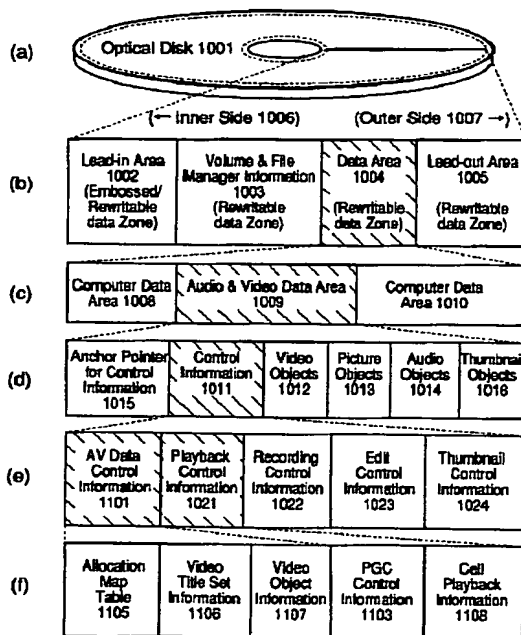 (a)
Optical Disk 1001
(← Inner Side 1006) (Outer Side 1007 →)
(b)
Lead-in Area
1002
(Embossed/
Rewritable
data Zone)
Volume & File
Manager Information
1003
(Rewritable
data Zone)
Data Area
1004
(Rewritable
data Zone)
Lead-out Area
1005
(Rewritable
data Zone)
(c)
Computer Data
Area 1008
Audio & Video Data Area
1009
Computer Data
Area 1010
(d)
Anchor Pointer
for Control
Information
1015
Control
Information
1011
Video
Objects
1012
Picture
Objects
1013
Audio
Objects
1014
Thumbnail
Objects
1016
(e)
AV Data
Control
Information
1101
Playback
Control
Information
1021
Recording
Control
Information
1022
Edit
Control
Information
1023
Thumbnail
Control
Information
1024
(f)
Allocation
Map
Table
1105
Video
Title Set
Information
1106
Video
Object
Information
1107
PGC
Control
Information
1103
Cell
Playback
Information
1108